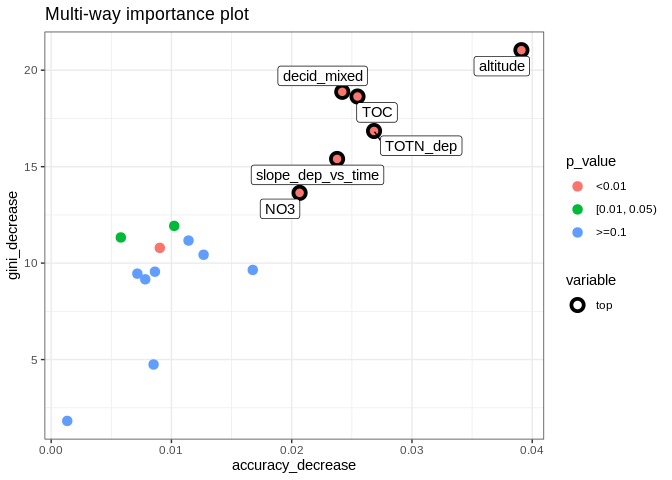 Multi-way importance plot
gini_decrease
20
15
10
5
altitude
decid_mixed
TOC
TOTN_dep
slope_dep_vs_time
NO3
0.00
0.01
0.02
0.03
0.04
accuracy_decrease
p_value
<0.01
[0.01, 0.05)
>=0.1
variable
top